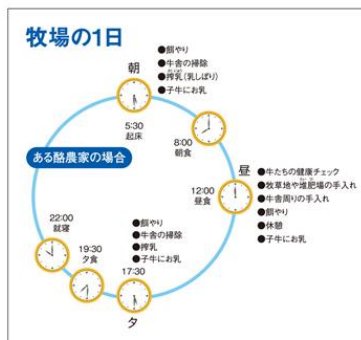 牧場の1日
ある酪農家の場合
朝
●餌やり
●牛舎の掃除
●搾乳(乳しぼり)
●子牛にお乳
5:30
起床
8:00
朝食
昼
12:00
昼食
●牛たちの健康チェック
●牧草地や堆肥場の手入れ
●牛舎周りの手入れ
●餌やり
●休憩
●子牛にお乳
●餌やり
●牛舎の掃除
●搾乳
●子牛にお乳
17:30
夕
19:30
夕食
22:00
就寝